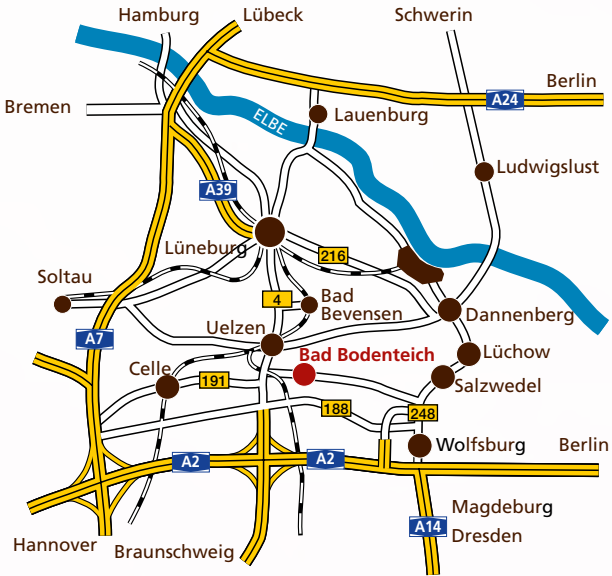 Hamburg
Lübeck
Schwerin
Berlin
A24
Bremen
Lauenburg
ELBE
Ludwigslust
A39
Lüneburg
216
Soltau
4
Bad
Bevensen
Dannenberg
Uelzen
A7
Bad Bodenteich
Lüchow
Celle
191
Salzwedel
188
248
Wolfsburg
Berlin
A2
A2
Magdeburg
A14
Dresden
Hannover
Braunschweig